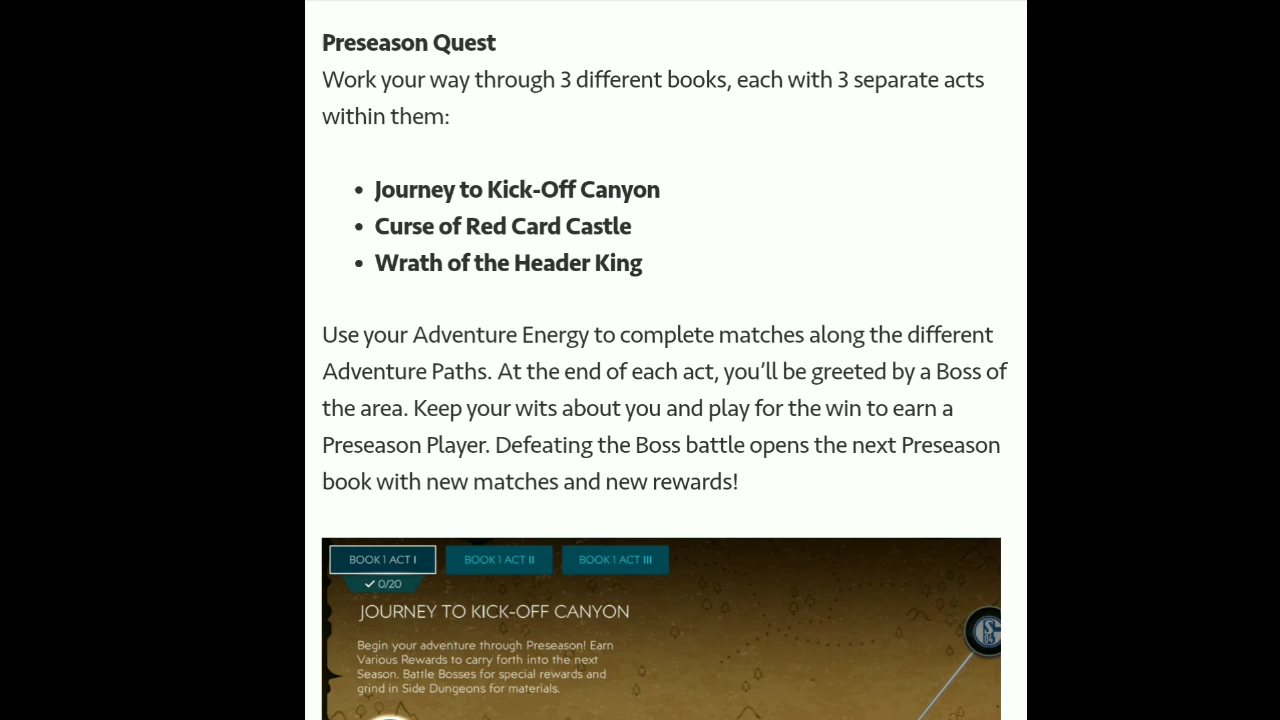 Preseason Quest
Work your way through 3 different books, each with 3 separate acts
within them:
• Journey to Kick-Off Canyon
• Curse of Red Card Castle
• Wrath of the Header King
Use your Adventure Energy to complete matches along the different
Adventure Paths. At the end of each act, you’ll be greeted by a Boss of
the area. Keep your wits about you and play for the win to earn a
Preseason Player. Defeating the Boss battle opens the next Preseason
book with new matches and new rewards!
BOOK 1 ACT I BOOK 1 ACT II BOOK 1 ACT III
✓ 0/20
JOURNEY TO KICK-OFF CANYON
Begin your adventure through Preseason! Earn
Various Rewards to carry forth into the next
Season. Battle Bosses for special rewards and
grind in Side Dungeons for materials.
S
04